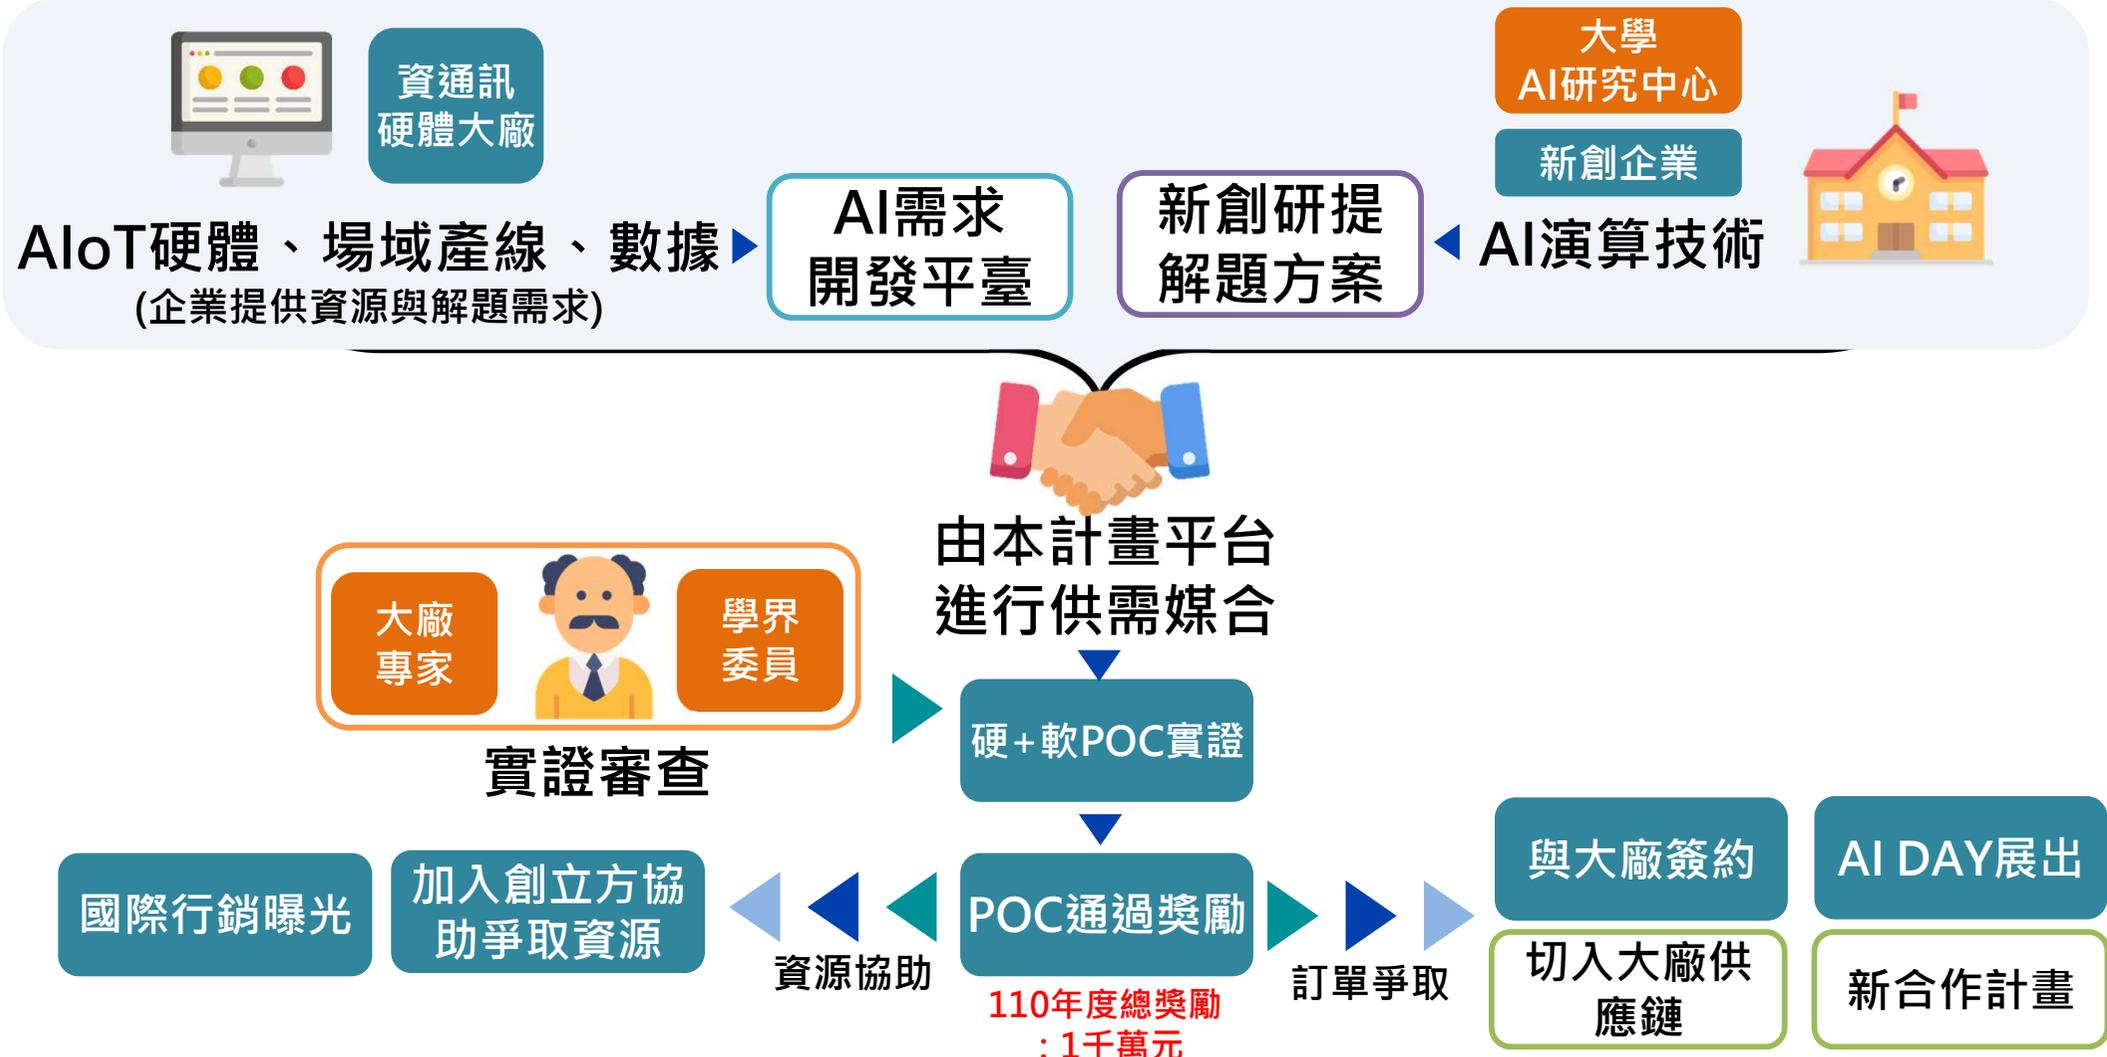 資通訊
硬體大廠
AIoT硬體、場域產線、數據
(企業提供資源與解題需求)
AI需求
開發平臺
新創研提
解題方案
大學
AI研究中心
新創企業
AI演算技術
由本計畫平台
進行供需媒合
大廠
專家
學界
委員
實證審查
硬+軟POC實證
國際行銷曝光
加入創立方協
助爭取資源
資源協助
POC通過獎勵
110年度總獎勵
：1千萬元
訂單爭取
與大廠簽約
AI DAY展出
切入大廠供
應鏈
新合作計畫